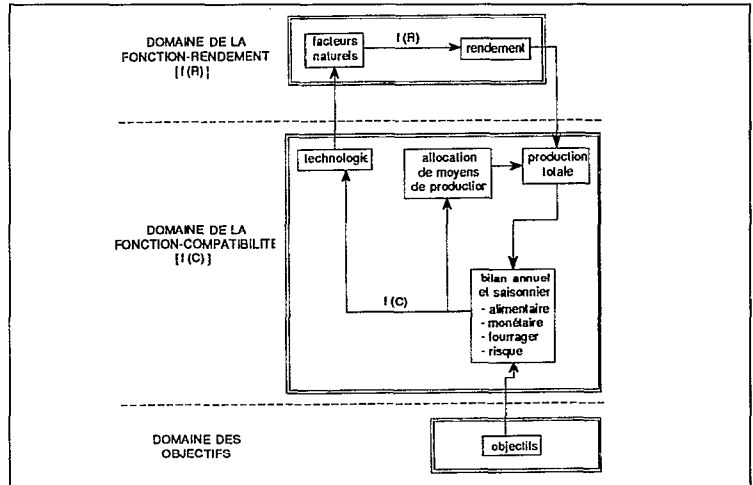 DOMAINE DE LA
FONCTION-RENDEMENT
[f(R)]
facteurs
naturels
f(R)
rendement
DOMAINE DE LA
FONCTION-COMPATIBILITE
[f(C)]
technologie
allocation
de moyens
de production
production
totale
f(C)
bilan annuel
et saisonnier
- alimentaire
- monétaire
- fourrager
- risque
DOMAINE DES
OBJECTIFS
objectifs